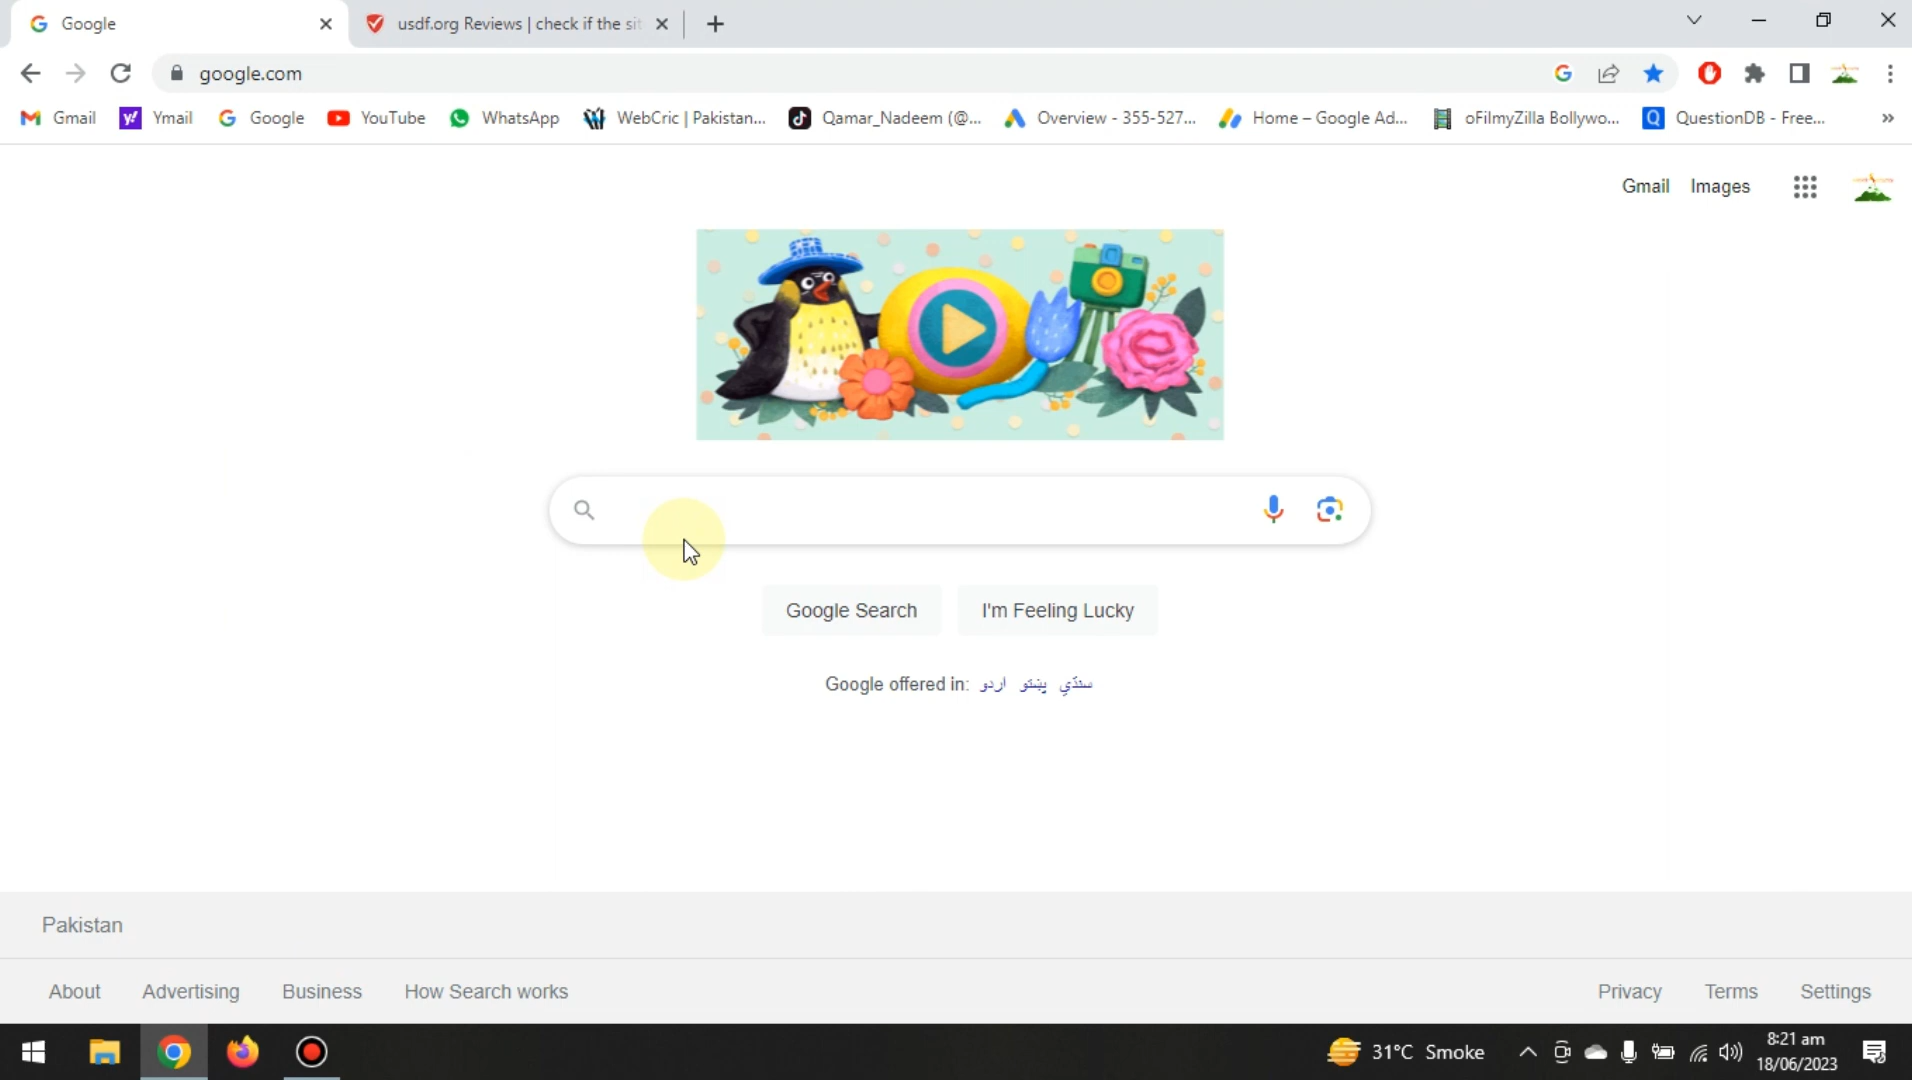 Google
usdf.org Reviews | check if the sit
google.com
Gmail
Ymail
Google
YouTube
WhatsApp
WebCric | Pakistan...
Qamar_Nadeem (@...
Overview - 355-527...
Home – Google Ad...
oFilmyZilla Bollywo...
QuestionDB - Free...
Gmail Images
Google Search
I'm Feeling Lucky
Google offered in: اردو پښتو سنڌي
Pakistan
About Advertising Business How Search works
Privacy Terms Settings
31°C Smoke
8:21 am
18/06/2023